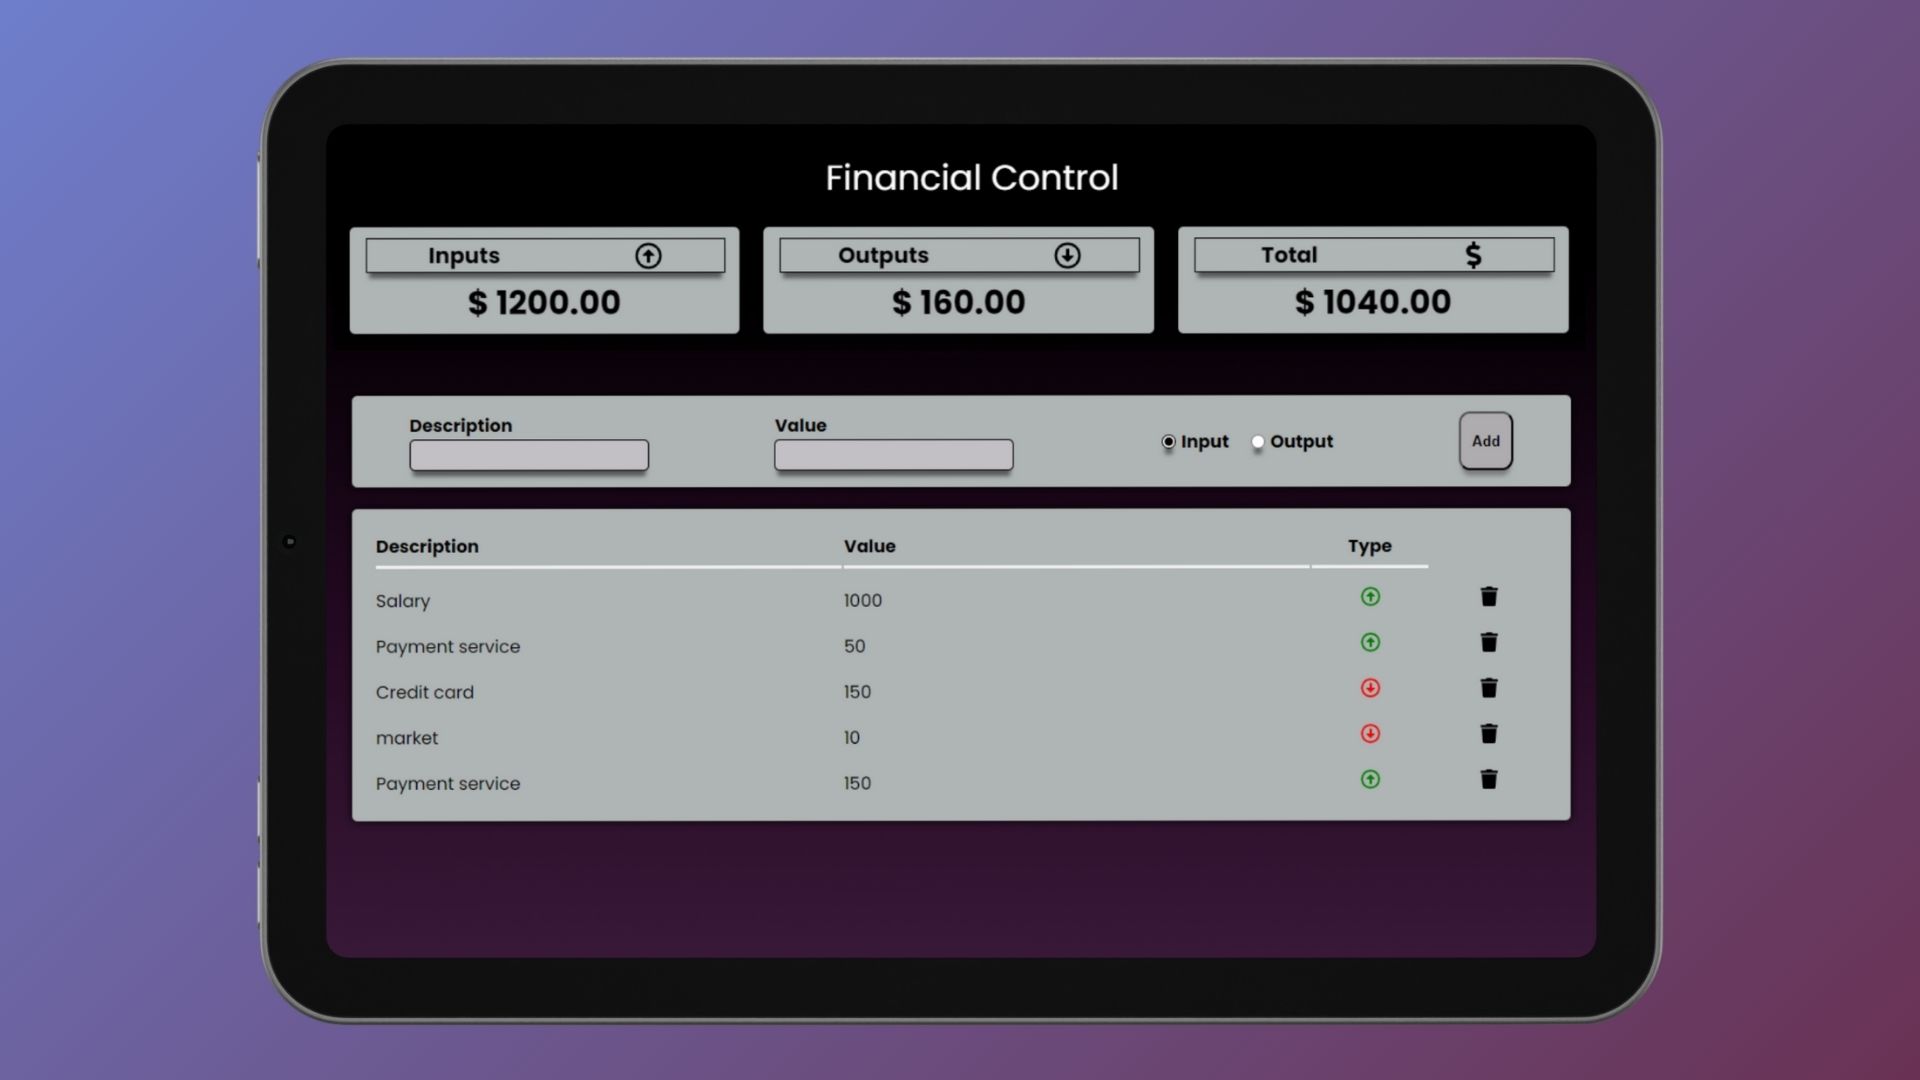 Financial Control
Inputs
$ 1200.00
Outputs
$ 160.00
Total
$
$ 1040.00
Description
Value
Input
Output
Add
Description Value Type
Salary 1000
Payment service 50
Credit card 150
market 10
Payment service 150